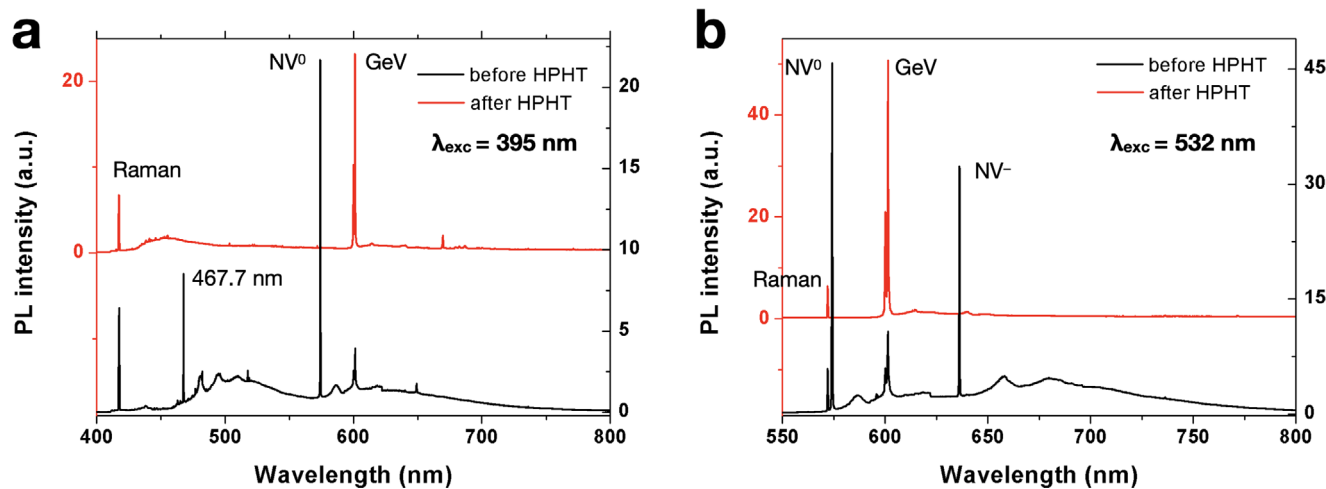 a
NV⁰
GeV
before HPHT
after HPHT
λexc = 395 nm
Raman
467.7 nm
PL intensity (a.u.)
20
0
20
15
10
5
0
400
500
600
700
800
Wavelength (nm)
b
NV⁰
GeV
before HPHT
after HPHT
λexc = 532 nm
NV⁻
Raman
PL intensity (a.u.)
40
20
0
45
30
15
0
550
600
650
700
750
800
Wavelength (nm)